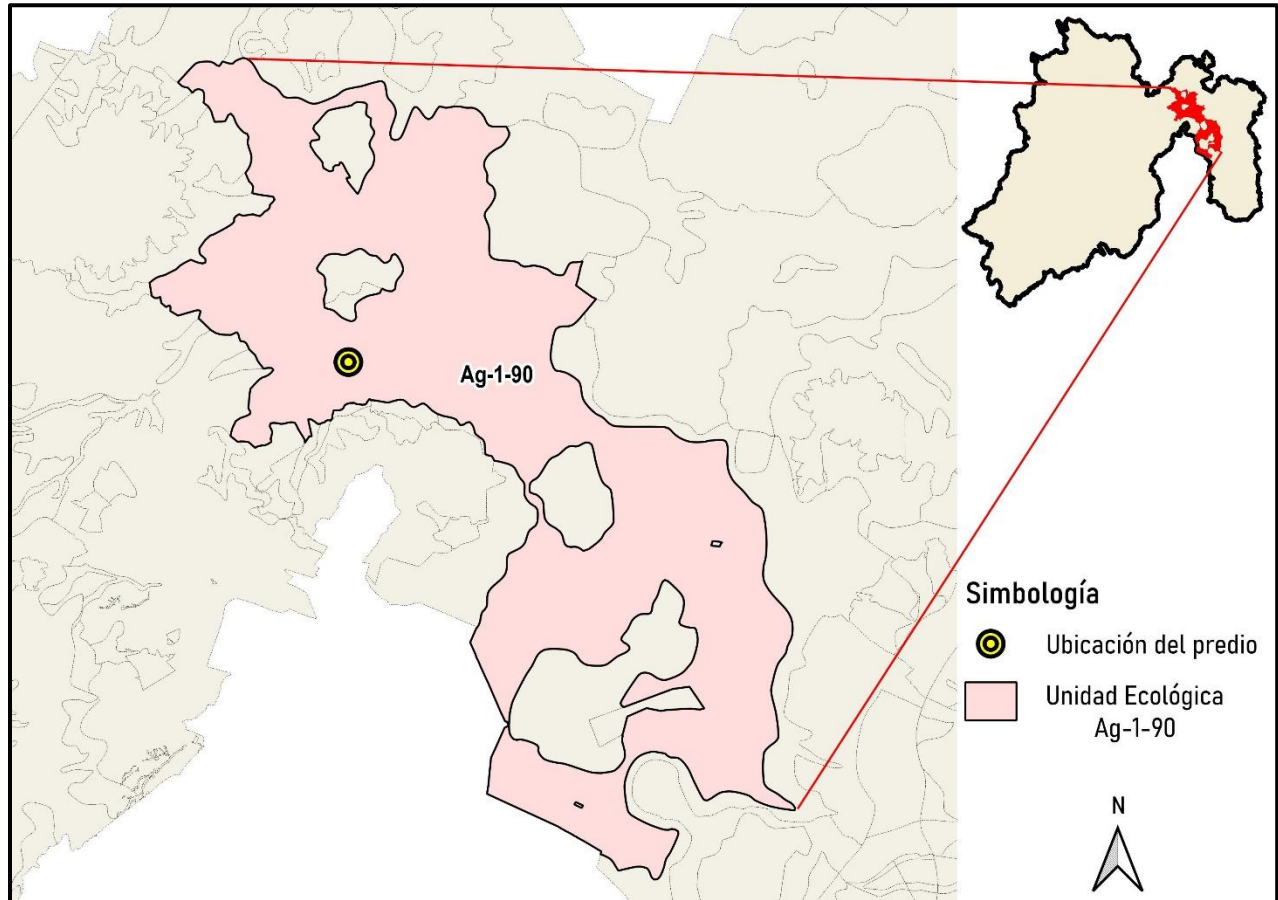 Ag-1-90
Simbología
Ubicación del predio
Unidad Ecológica
Ag-1-90
N